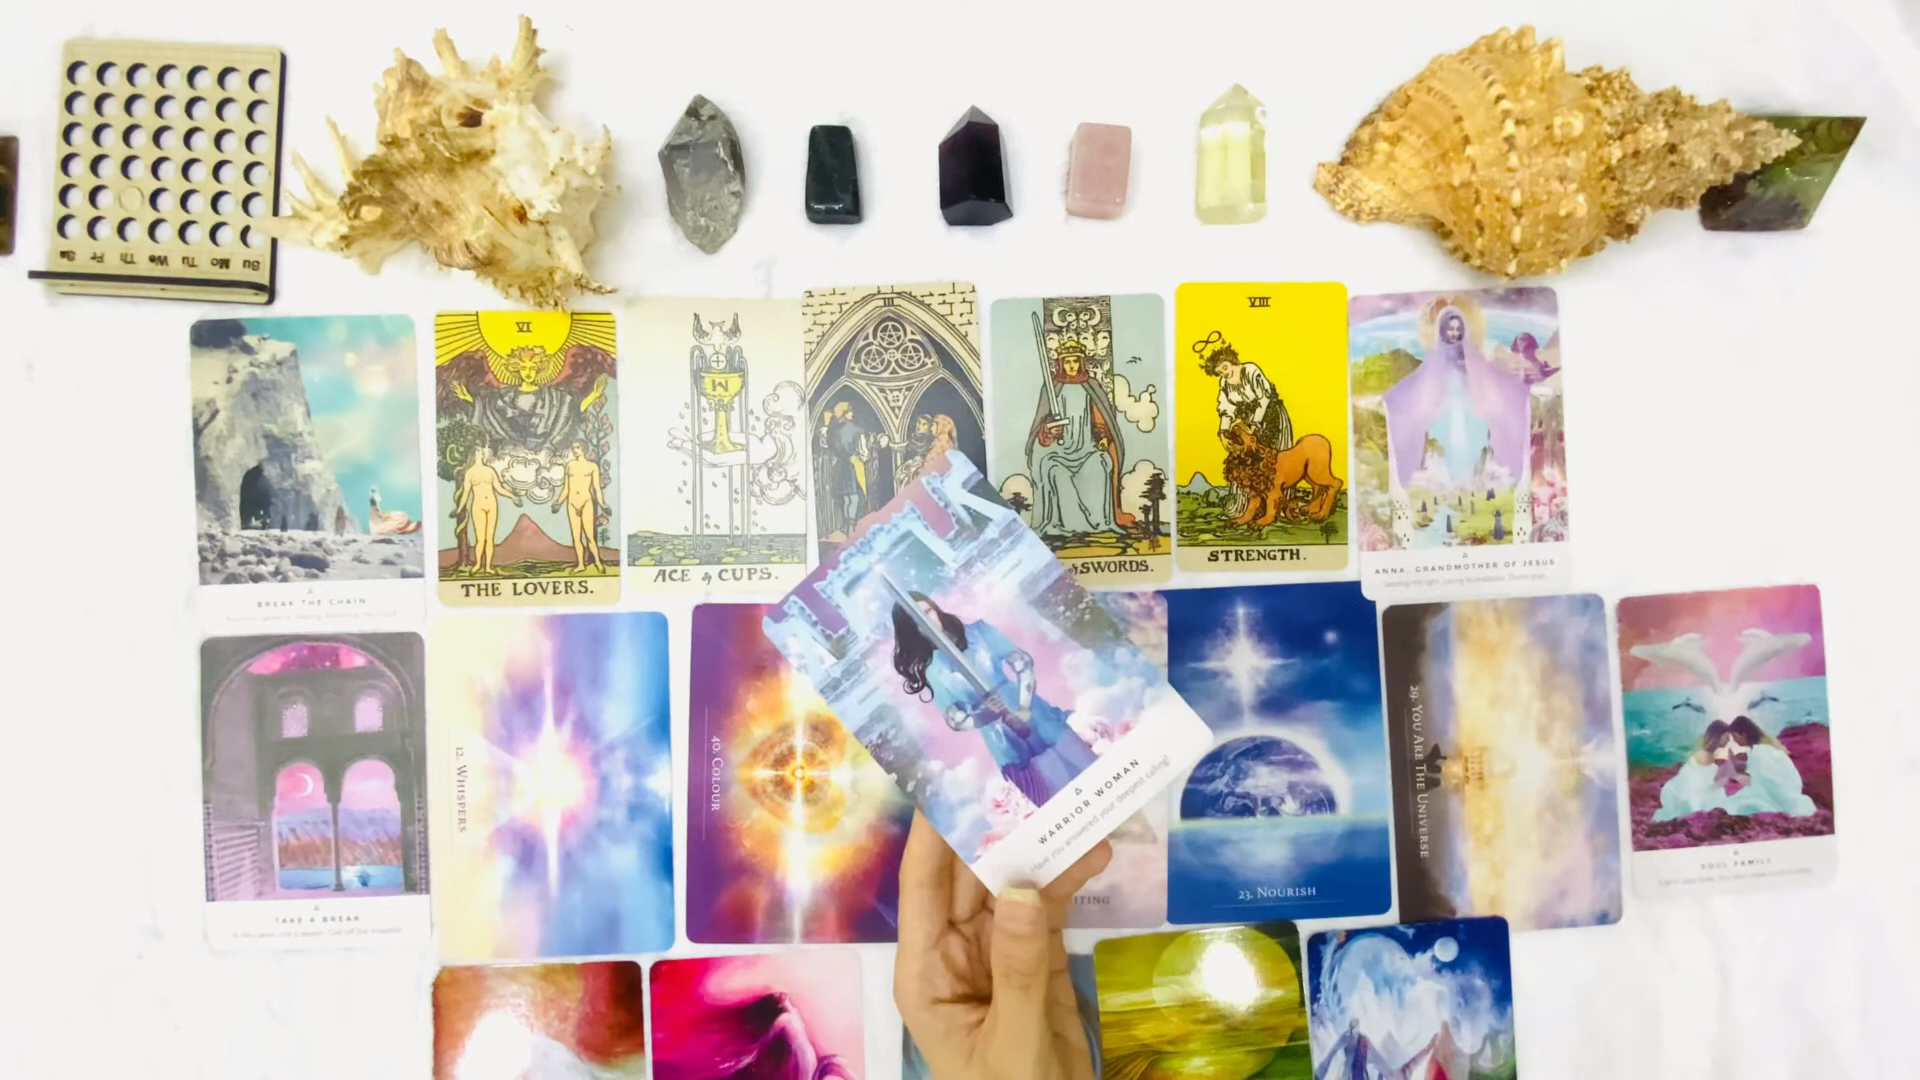 Sa Fr Th We Tu Mo Su
VI
III
VIII
THE LOVERS.
ACE of CUPS.
SWORDS.
STRENGTH.
ANNA, GRANDMOTHER OF JESUS
BREAK THE CHAIN
12. WHISPERS
40. COLOUR
WARRIOR WOMAN
Have you answered your deepest calling?
23. NOURISH
29. YOU ARE THE UNIVERSE
SOUL FAMILY
TAKE A BREAK